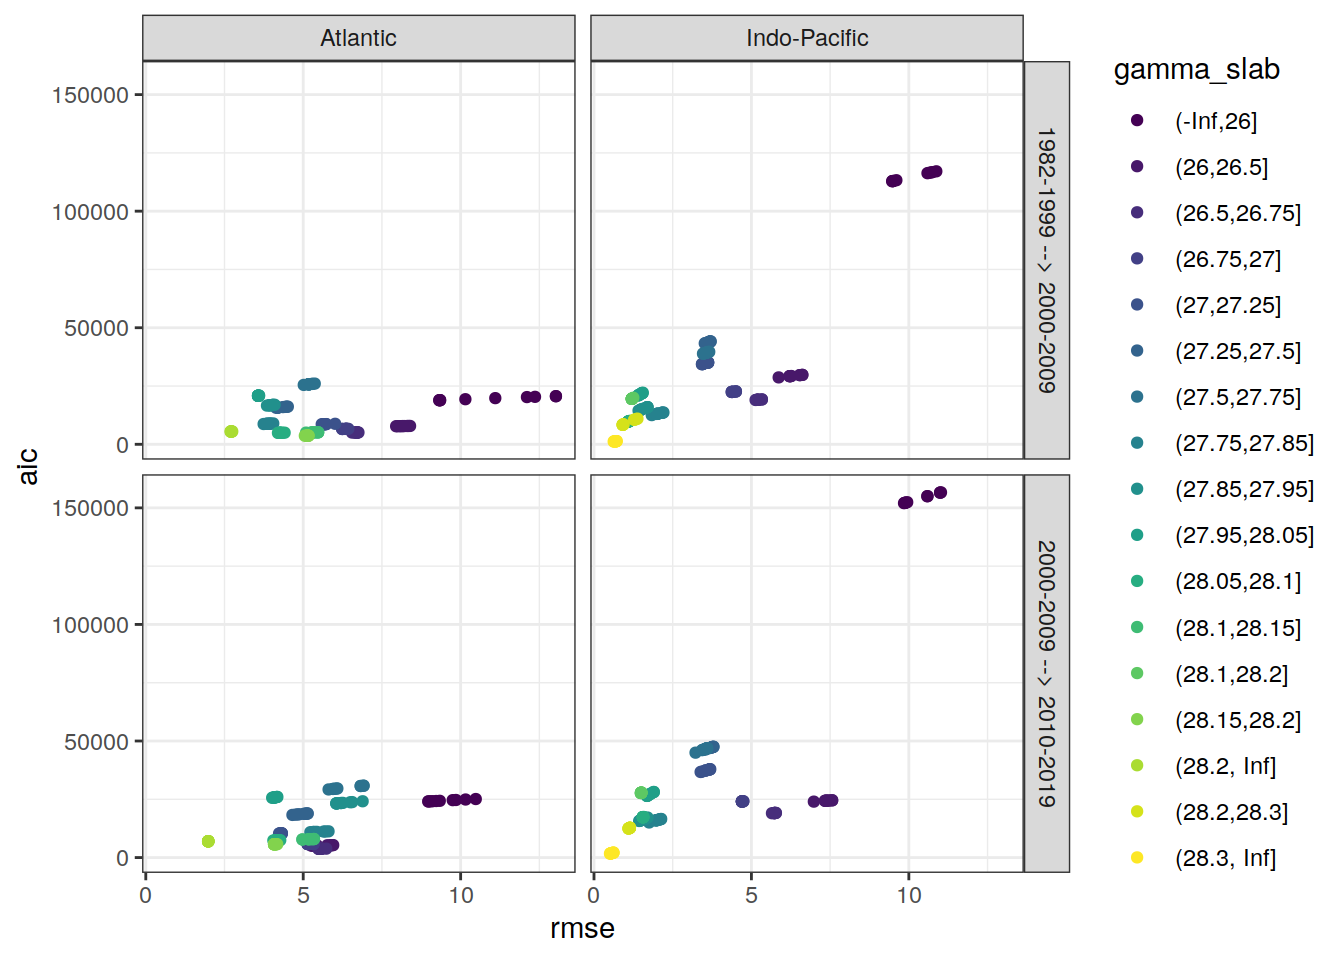 Atlantic
Indo-Pacific
150000
100000
50000
0
1982-1999 --> 2000-2009
150000
100000
50000
0
2000-2009 --> 2010-2019
0
5
10
0
5
10
rmse
aic
gamma_slab
(-Inf,26]
(26,26.5]
(26.5,26.75]
(26.75,27]
(27,27.25]
(27.25,27.5]
(27.5,27.75]
(27.75,27.85]
(27.85,27.95]
(27.95,28.05]
(28.05,28.1]
(28.1,28.15]
(28.1,28.2]
(28.15,28.2]
(28.2, Inf]
(28.2,28.3]
(28.3, Inf]